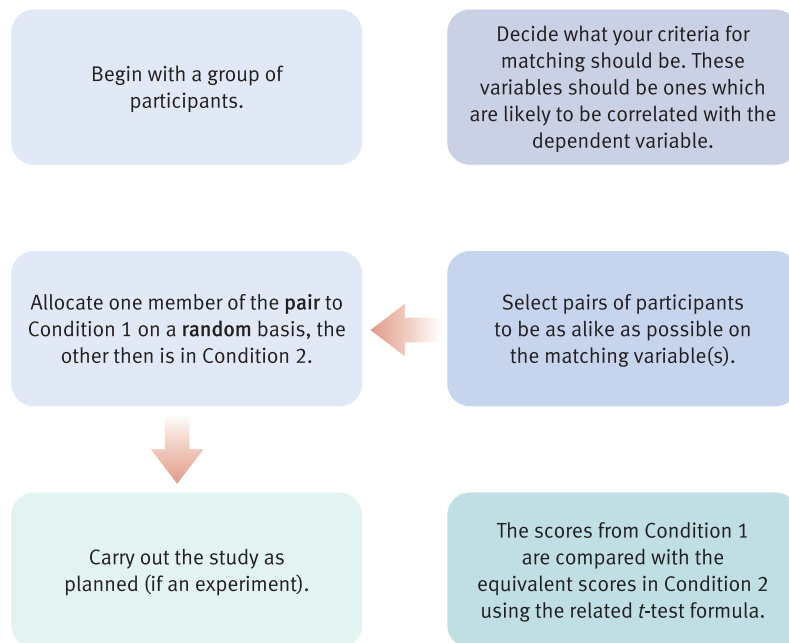 Begin with a group of
participants.
Decide what your criteria for
matching should be. These
variables should be ones which
are likely to be correlated with the
dependent variable.
Select pairs of participants
to be as alike as possible on
the matching variable(s).
Allocate one member of the pair to
Condition 1 on a random basis, the
other then is in Condition 2.
Carry out the study as
planned (if an experiment).
The scores from Condition 1
are compared with the
equivalent scores in Condition 2
using the related t-test formula.